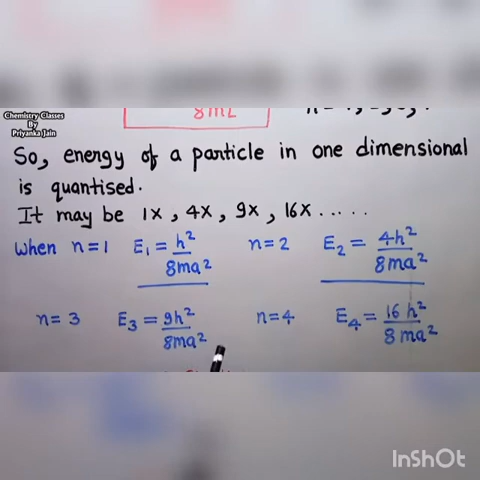 Chemistry Classes
By
Priyanka Jain
So, energy of a particle in one dimensional
is quantised.
It may be 1x, 4x, 9x, 16x .....
when n=1 E₁ = h²/8ma² n=2 E₂ = 4h²/8ma²
n=3 E₃ = 9h²/8ma² n=4 E₄ = 16h²/8ma²
InShOt